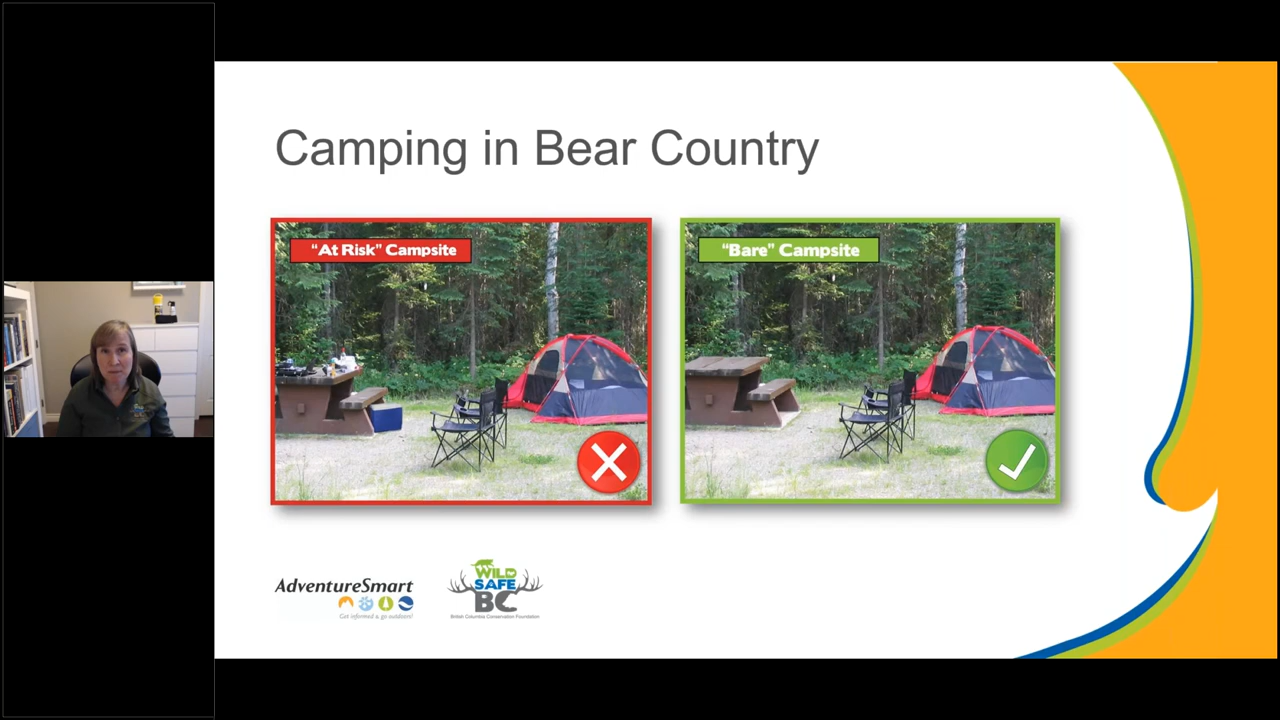 Camping in Bear Country
"At Risk" Campsite
"Bare" Campsite
AdventureSmart
Get informed & go outdoors!
WILD
SAFE
BC
British Columbia Conservation Foundation